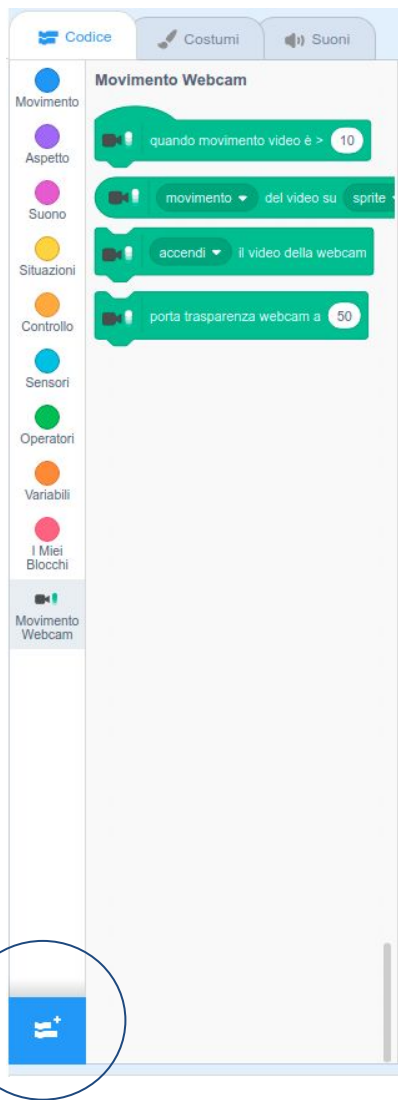 Codice
Costumi
Suoni
Movimento
Aspetto
Suono
Situazioni
Controllo
Sensori
Operatori
Variabili
I Miei
Blocchi
Movimento
Webcam
Movimento Webcam
quando movimento video è > 10
movimento del video su sprite
accendi il video della webcam
porta trasparenza webcam a 50